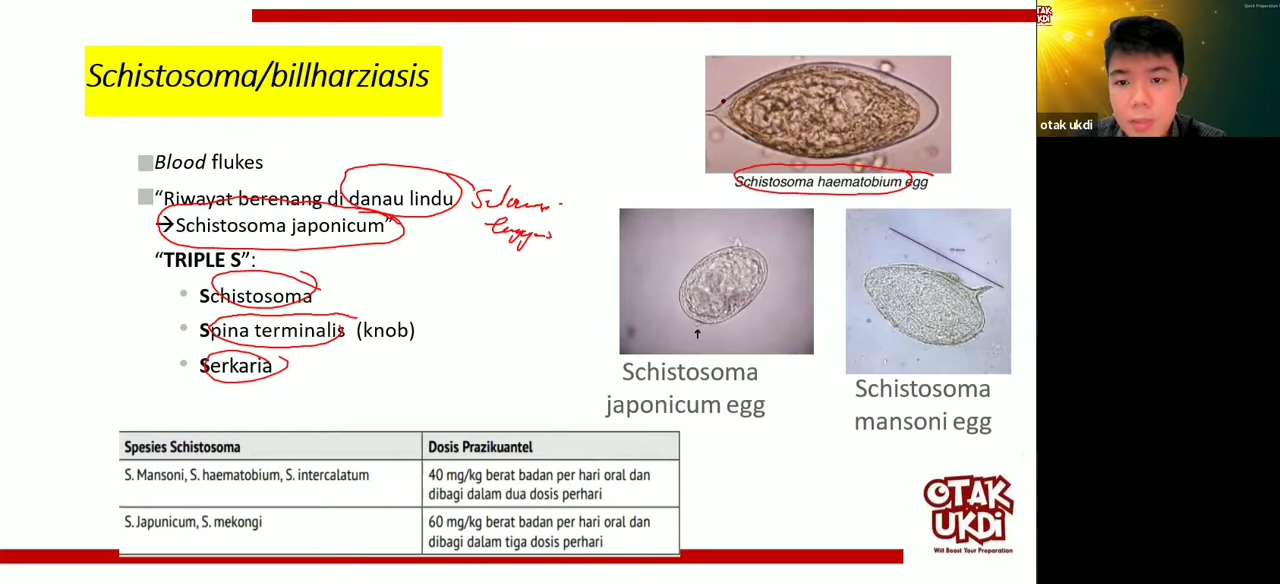 Schistosoma/billharziasis
Blood flukes
“Riwayat berenang di danau lindu
→Schistosoma japonicum”
“TRIPLE S”:
Schistosoma
Spina terminalis (knob)
Serkaria
Schistosoma haematobium egg
Schistosoma
japonicum egg
Schistosoma
mansoni egg
Spesies Schistosoma
Dosis Prazikuantel
S. Mansoni, S. haematobium, S. intercalatum
40 mg/kg berat badan per hari oral dan
dibagi dalam dua dosis perhari
S. Japunicum, S. mekongi
60 mg/kg berat badan per hari oral dan
dibagi dalam tiga dosis perhari
OTAK
UKDI
Will Boost Your Preparation
otak ukdi